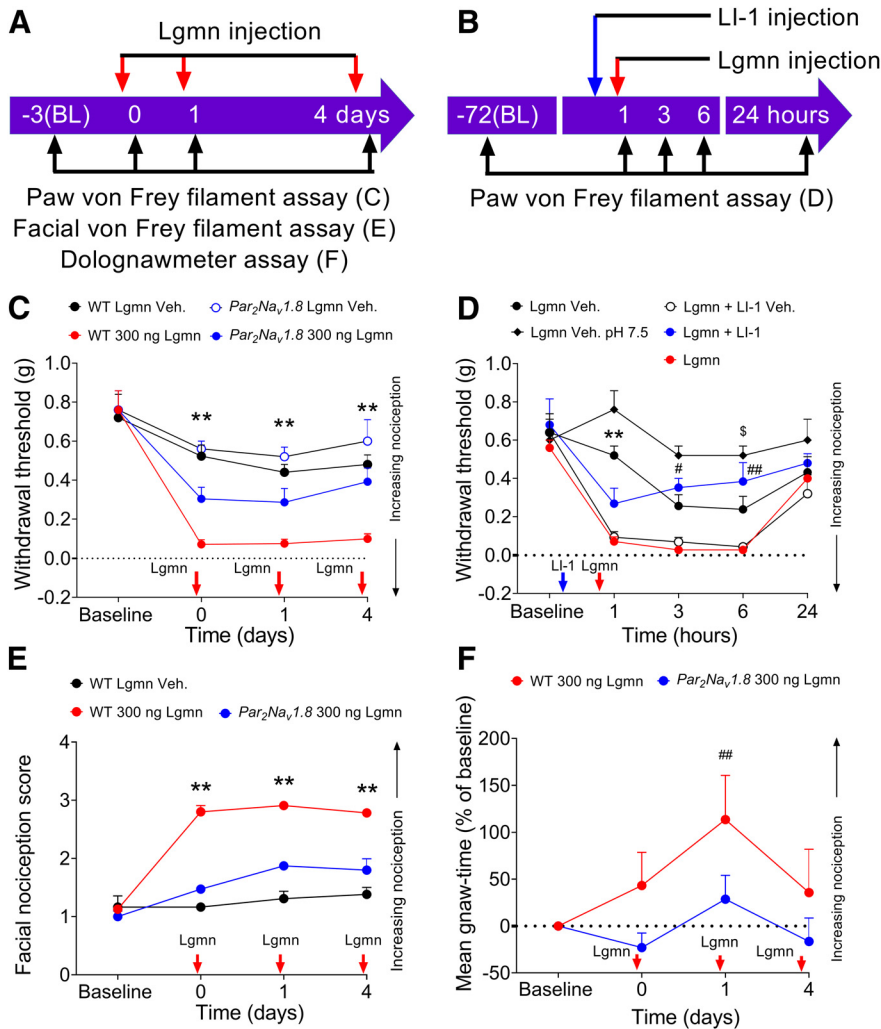 A
Lgmn injection
-3(BL) 0 1 4 days
Paw von Frey filament assay (C)
Facial von Frey filament assay (E)
Dolognawmeter assay (F)
B
LI-1 injection
Lgmn injection
-72(BL) 1 3 6 24 hours
Paw von Frey filament assay (D)
C
WT Lgmn Veh. Par₂Naᵥ1.8 Lgmn Veh.
WT 300 ng Lgmn Par₂Naᵥ1.8 300 ng Lgmn
Withdrawal threshold (g)
1.0
0.8
0.6
0.4
0.2
0.0
-0.2
** ** **
Lgmn Lgmn Lgmn
Baseline 0 1 4
Time (days)
Increasing nociception
D
Lgmn Veh. Lgmn + LI-1 Veh.
Lgmn Veh. pH 7.5 Lgmn + LI-1
Lgmn
Withdrawal threshold (g)
1.0
0.8
0.6
0.4
0.2
0.0
-0.2
** # $ ##
LI-1 Lgmn
Baseline 1 3 6 24
Time (hours)
Increasing nociception
E
WT Lgmn Veh.
WT 300 ng Lgmn Par₂Naᵥ1.8 300 ng Lgmn
Facial nociception score
4
3
2
1
0
** ** **
Lgmn Lgmn Lgmn
Baseline 0 1 4
Time (days)
Increasing nociception
F
WT 300 ng Lgmn Par₂Naᵥ1.8 300 ng Lgmn
Mean gnaw-time (% of baseline)
200
150
100
50
0
-50
##
Lgmn Lgmn Lgmn
Baseline 0 1 4
Time (days)
Increasing nociception